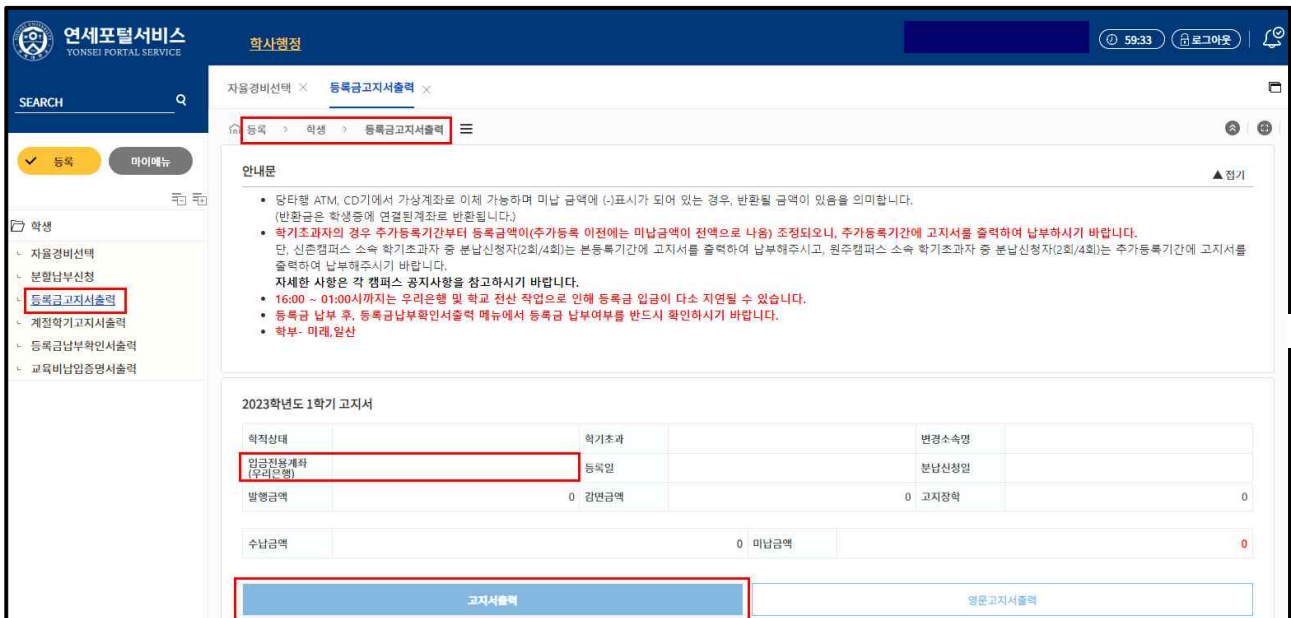 연세포털서비스
YONSEI PORTAL SERVICE
학사행정
59:33
로그아웃
SEARCH
자율경비선택
등록금고지서출력
등록 > 학생 > 등록금고지서출력
등록
마이메뉴
학생
자율경비선택
분할납부신청
등록금고지서출력
계절학기고지서출력
등록금납부확인서출력
교육비납입증명서출력
안내문
▲접기
• 당타행 ATM, CD기에서 가상계좌로 이체 가능하며 미납 금액에 (-)표시가 되어 있는 경우, 반환될 금액이 있음을 의미합니다.
(반환금은 학생증에 연결된계좌로 반환됩니다.)
• 학기초과자의 경우 추가등록기간부터 등록금액이(추가등록 이전에는 미납금액이 전액으로 나옴) 조정되오니, 추가등록기간에 고지서를 출력하여 납부하시기 바랍니다.
단, 신촌캠퍼스 소속 학기초과자 중 분납신청자(2회/4회)는 본등록기간에 고지서를 출력하여 납부해주시고, 원주캠퍼스 소속 학기초과자 중 분납신청자(2회/4회)는 추가등록기간에 고지서를
출력하여 납부해주시기 바랍니다.
자세한 사항은 각 캠퍼스 공지사항을 참고하시기 바랍니다.
• 16:00 ~ 01:00시까지는 우리은행 및 학교 전산 작업으로 인해 등록금 입금이 다소 지연될 수 있습니다.
• 등록금 납부 후, 등록금납부확인서출력 메뉴에서 등록금 납부여부를 반드시 확인하시기 바랍니다.
• 학부- 미래,일산
2023학년도 1학기 고지서
학적상태 학기초과 변경소속명
입금전용계좌
(우리은행) 등록일 분납신청일
발행금액 0 감면금액 0 고지장학 0
수납금액 0 미납금액 0
고지서출력
영문고지서출력